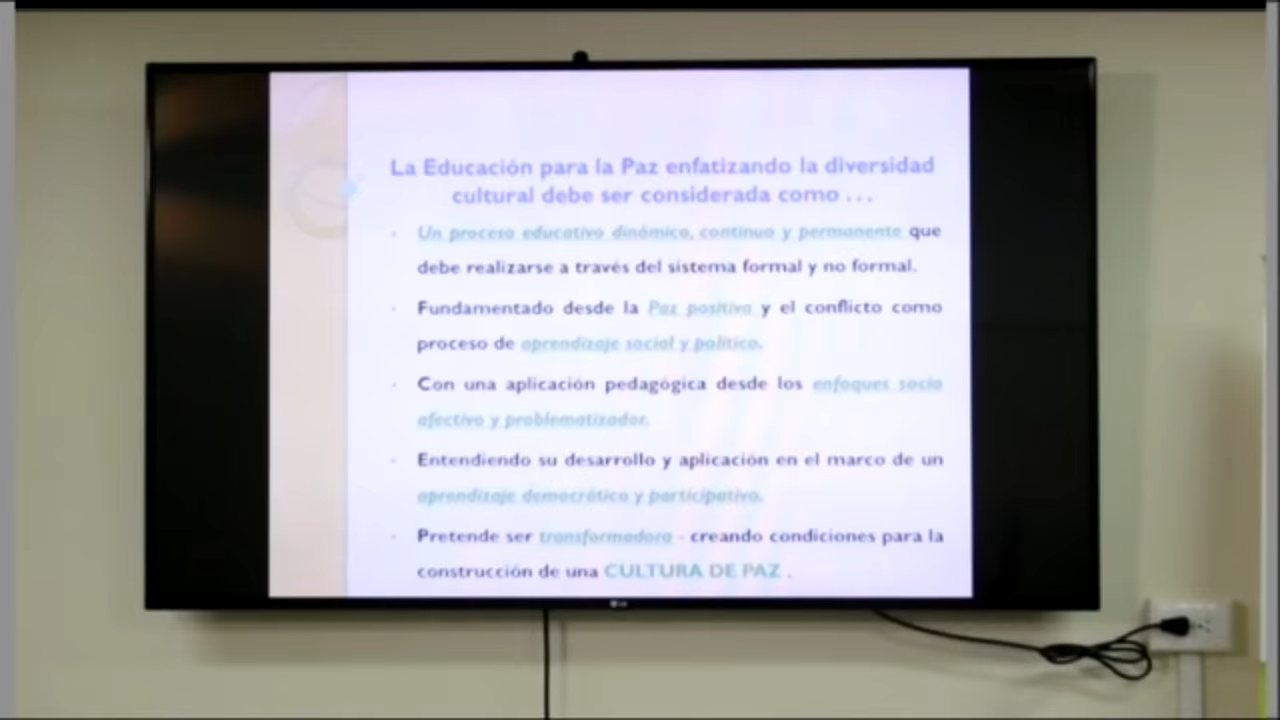 La Educación para la Paz enfatizando la diversidad
cultural debe ser considerada como . . .
Un proceso educativo dinámico, continuo y permanente que
debe realizarse a través del sistema formal y no formal.
Fundamentado desde la Paz positiva y el conflicto como
proceso de aprendizaje social y político.
Con una aplicación pedagógica desde los enfoques socio
afectivo y problematizador.
Entendiendo su desarrollo y aplicación en el marco de un
aprendizaje democrático y participativo.
Pretende ser transformadora - creando condiciones para la
construcción de una CULTURA DE PAZ .
LG